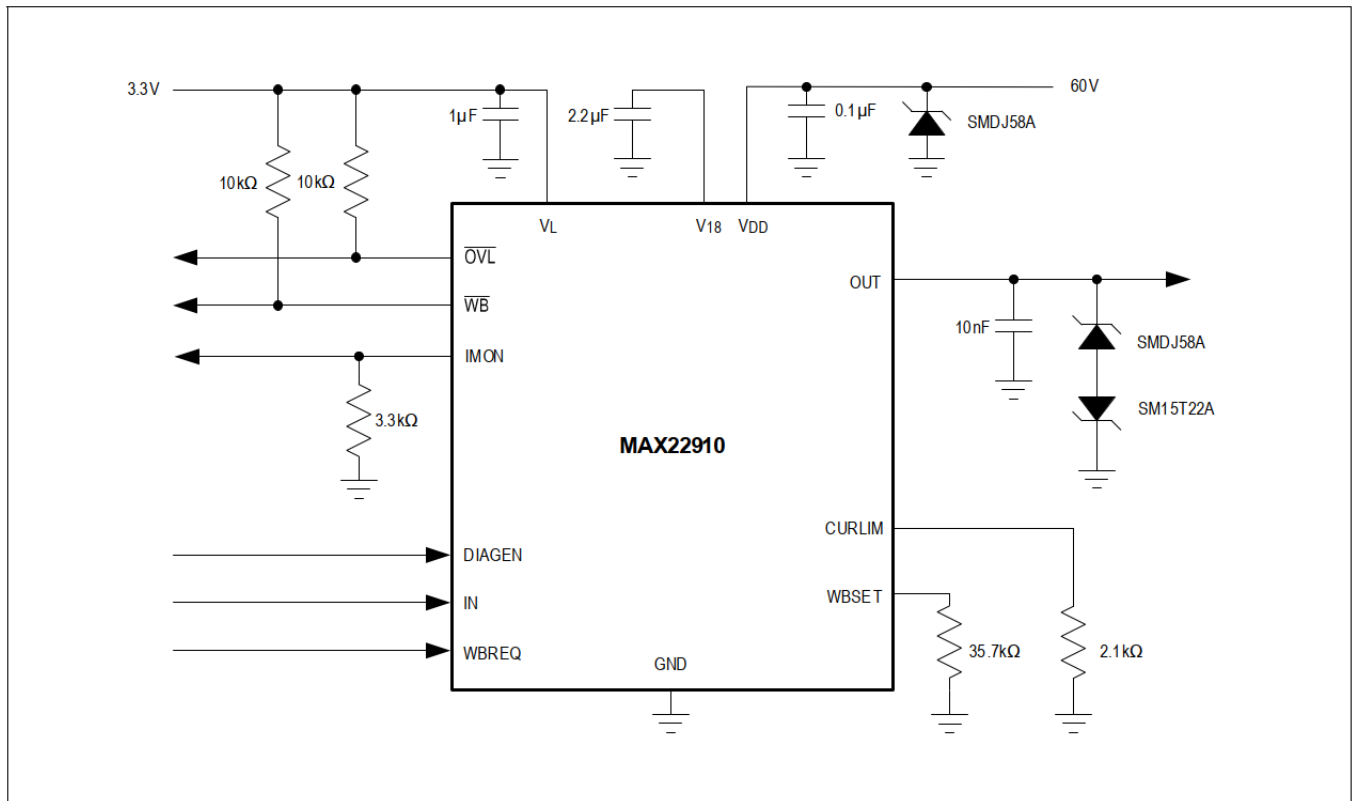 3.3V
60V
1µF
2.2µF
0.1µF
SMDJ58A
10kΩ
10kΩ
VL
V18
VDD
OVL
OUT
WB
10nF
SMDJ58A
IMON
SM15T22A
3.3kΩ
MAX22910
CURLIM
DIAGEN
WBSET
IN
35.7kΩ
2.1kΩ
WBREQ
GND